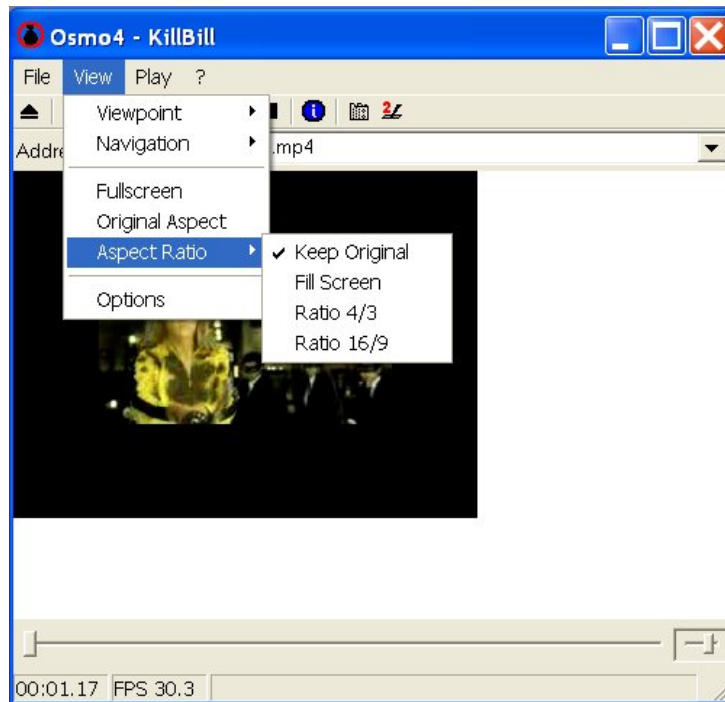 Osmo4 - KillBill
File View Play ?
Viewpoint
Navigation
.mp4
Fullscreen
Original Aspect
Aspect Ratio
Options
Keep Original
Fill Screen
Ratio 4/3
Ratio 16/9
00:01.17 FPS 30.3